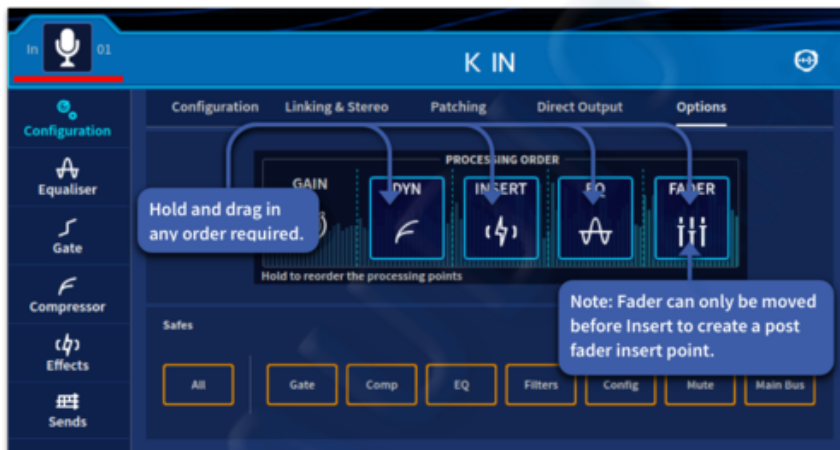 In 01
K IN
Configuration Linking & Stereo Patching Direct Output Options
Configuration
Equaliser
Gate
Compressor
Effects
Sends
PROCESSING ORDER
GAIN DYN INSERT EQ FADER
Hold and drag in
any order required.
Hold to reorder the processing points
Note: Fader can only be moved
before Insert to create a post
fader insert point.
Safes
All Gate Comp EQ Filters Config Mute Main Bus